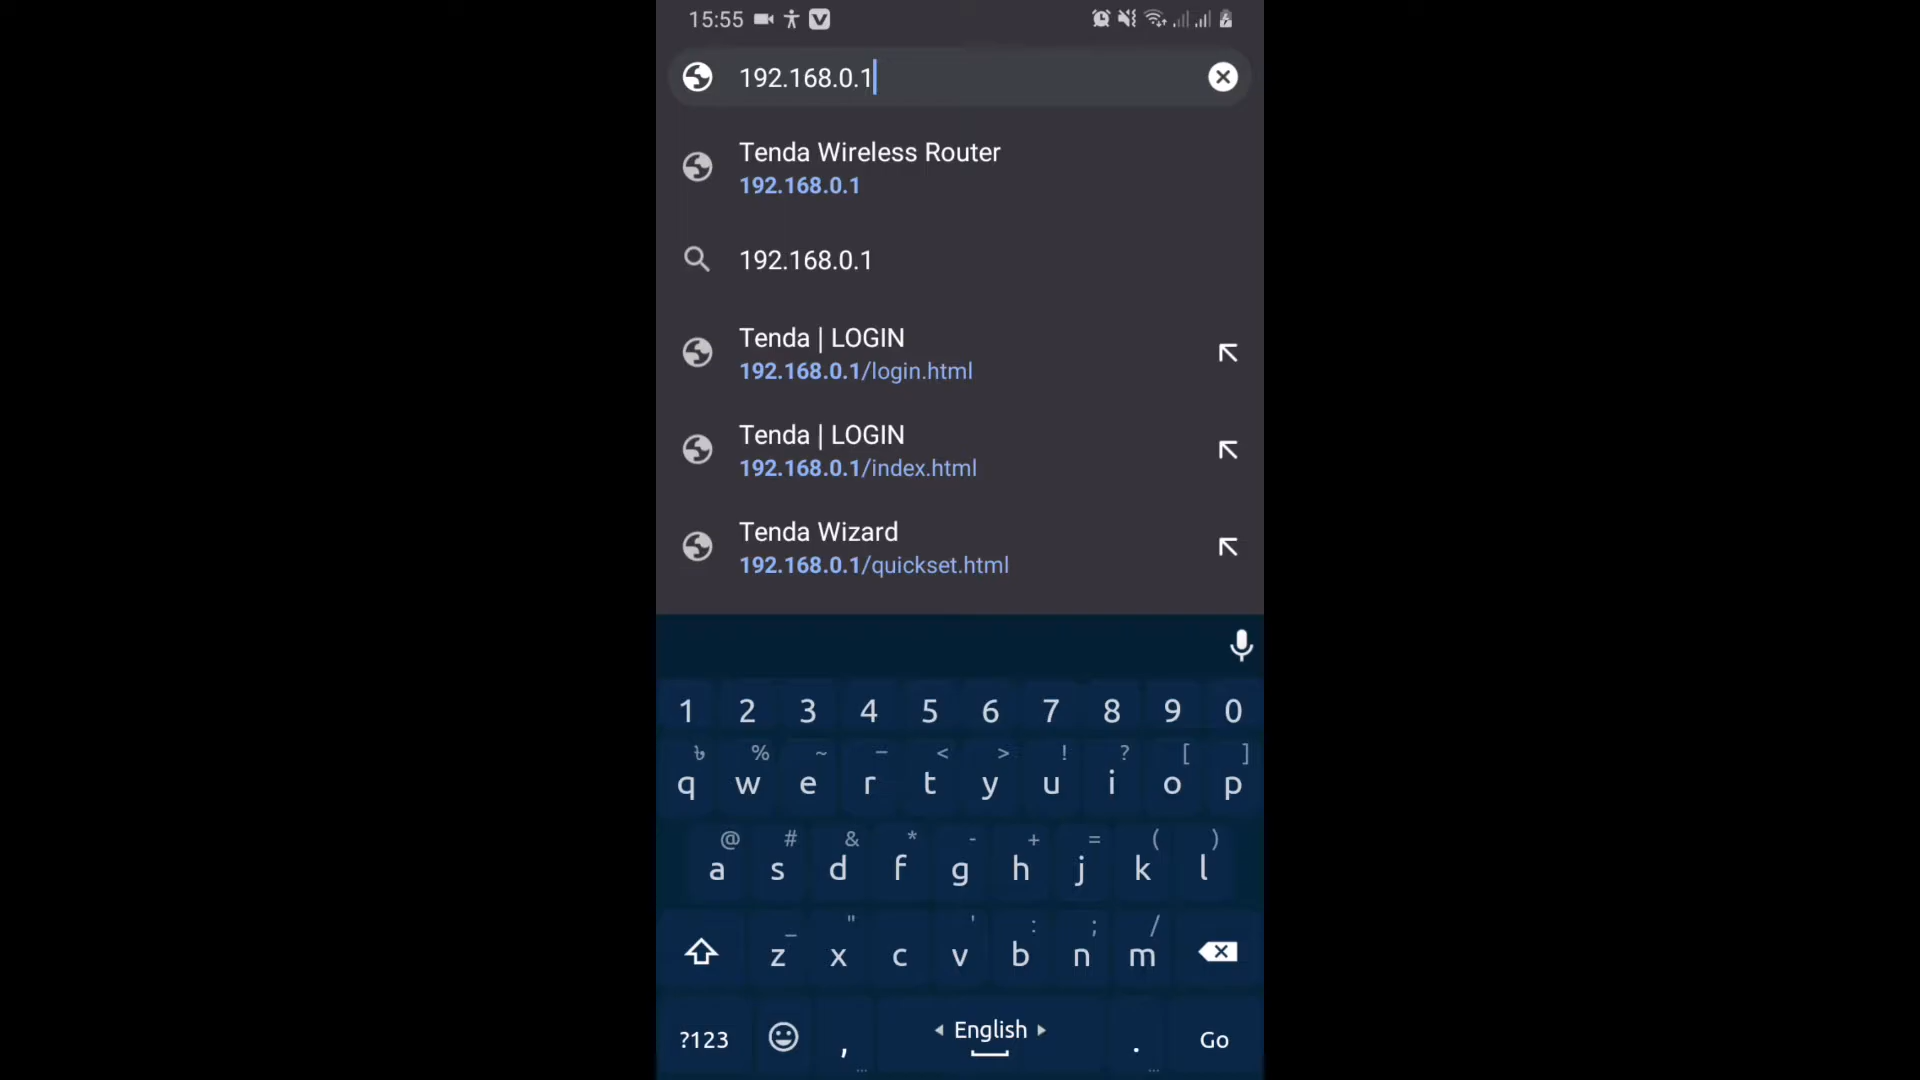 15:55
192.168.0.1
Tenda Wireless Router
192.168.0.1
192.168.0.1
Tenda | LOGIN
192.168.0.1/login.html
Tenda | LOGIN
192.168.0.1/index.html
Tenda Wizard
192.168.0.1/quickset.html
1 2 3 4 5 6 7 8 9 0
৳ % ~ – < > ! ? [ ]
q w e r t y u i o p
@ # & * - + = ( )
a s d f g h j k l
_ " ' : ; /
z x c v b n m
?123 , English . Go